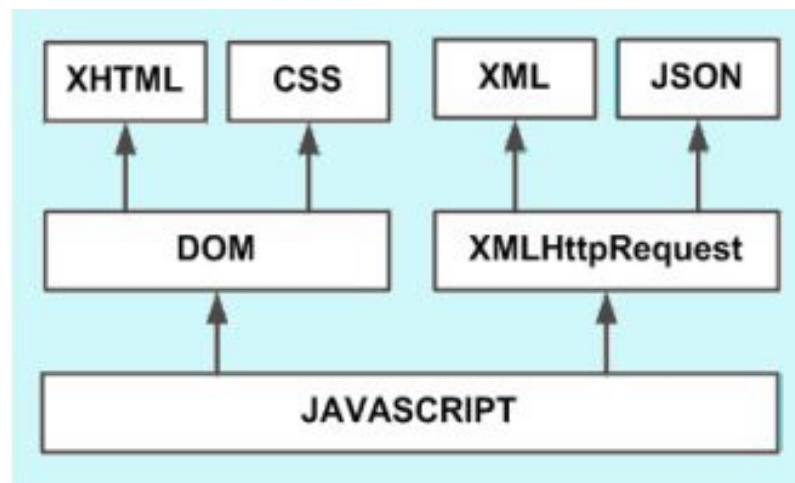 XHTML
CSS
XML
JSON
DOM
XMLHttpRequest
JAVASCRIPT